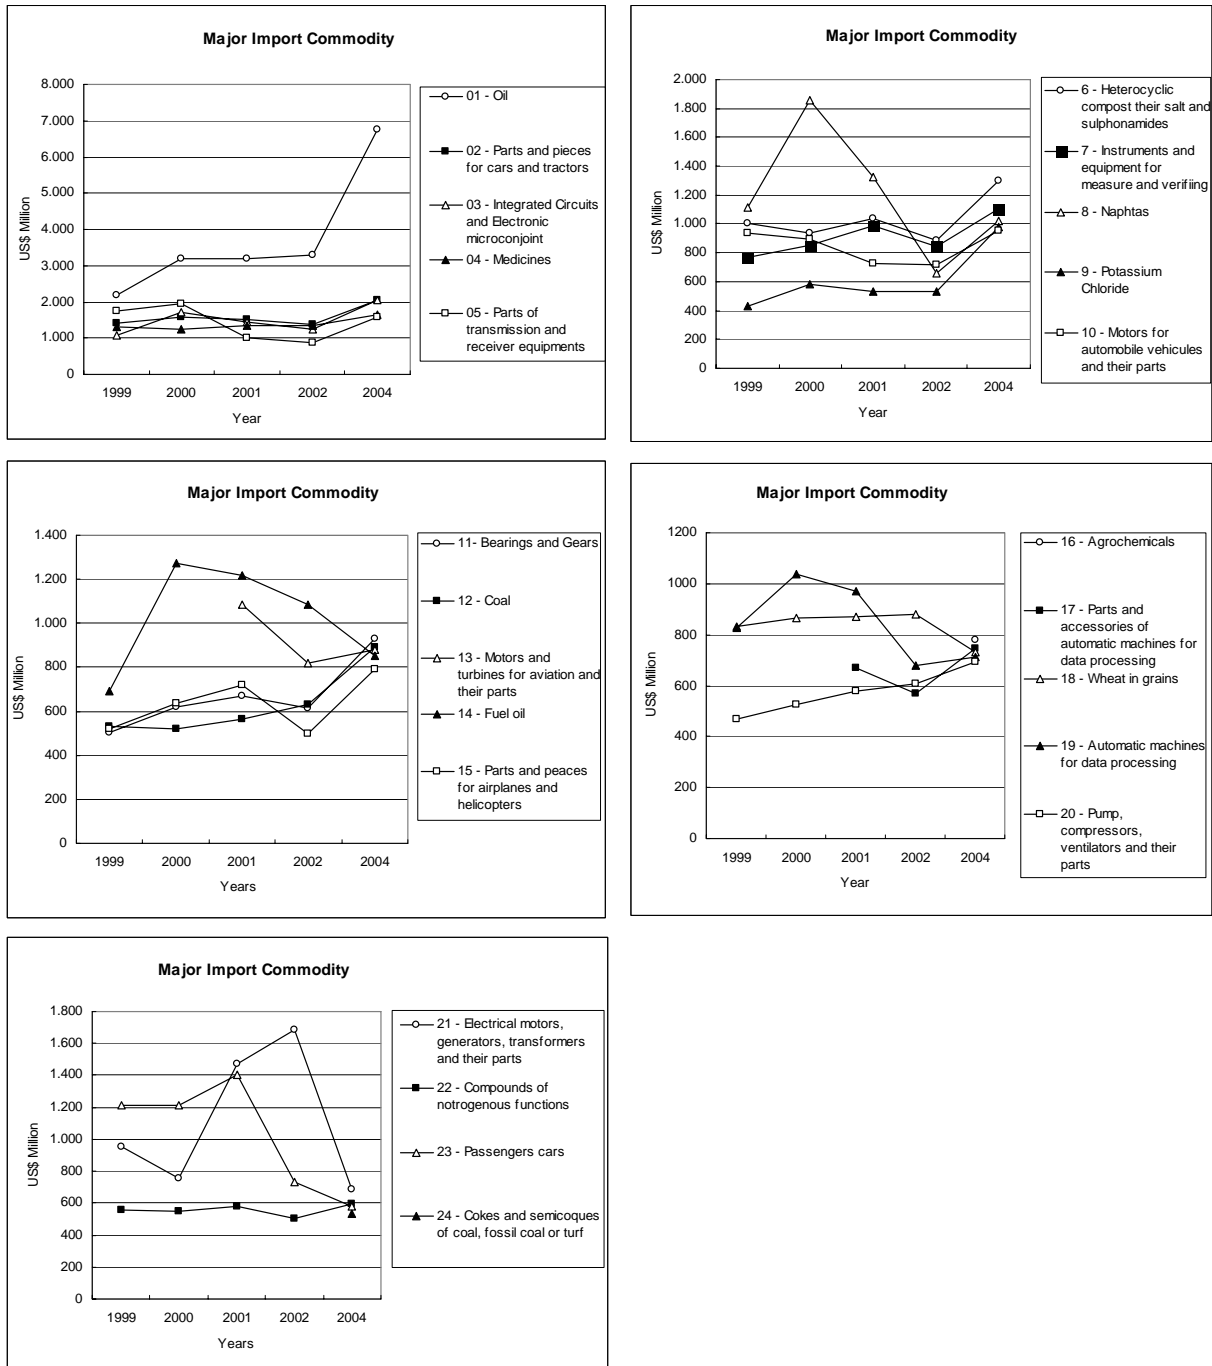 Major Import Commodity
8.000
7.000
6.000
5.000
4.000
3.000
2.000
1.000
0
US$ Million
1999 2000 2001 2002 2004
Year
01 - Oil
02 - Parts and pieces
for cars and tractors
03 - Integrated Circuits
and Electronic
microconjoint
04 - Medicines
05 - Parts of
transmission and
receiver equipments
Major Import Commodity
2.000
1.800
1.600
1.400
1.200
1.000
800
600
400
200
0
US$ Million
1999 2000 2001 2002 2004
Year
6 - Heterocyclic
compost their salt and
sulphonamides
7 - Instruments and
equipment for
measure and verifiing
8 - Naphtas
9 - Potassium
Chloride
10 - Motors for
automobile vehicules
and their parts
Major Import Commodity
1.400
1.200
1.000
800
600
400
200
0
US$ Million
1999 2000 2001 2002 2004
Years
11- Bearings and Gears
12 - Coal
13 - Motors and
turbines for aviation and
their parts
14 - Fuel oil
15 - Parts and peaces
for airplanes and
helicopters
Major Import Commodity
1200
1000
800
600
400
200
0
US$ Million
1999 2000 2001 2002 2004
Year
16 - Agrochemicals
17 - Parts and
accessories of
automatic machines for
data processing
18 - Wheat in grains
19 - Automatic machines
for data processing
20 - Pump,
compressors,
ventilators and their
parts
Major Import Commodity
1.800
1.600
1.400
1.200
1.000
800
600
400
200
0
US$ Million
1999 2000 2001 2002 2004
Years
21 - Electrical motors,
generators, transformers
and their parts
22 - Compounds of
notrogenous functions
23 - Passengers cars
24 - Cokes and semicoques
of coal, fossil coal or turf